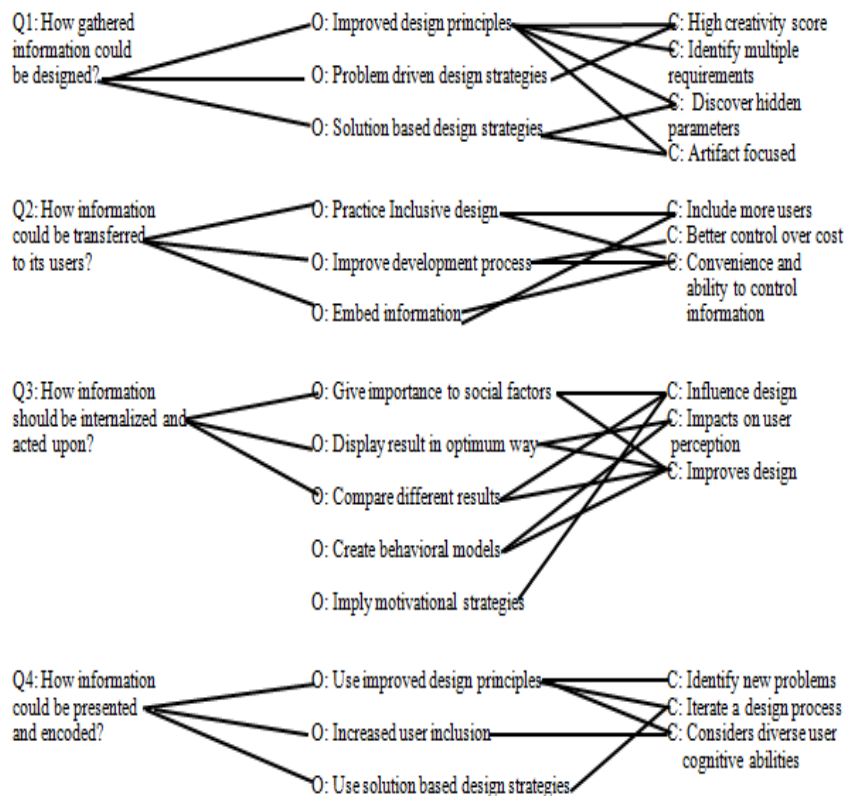 Q1: How gathered
information could
be designed?
O: Improved design principles
O: Problem driven design strategies
O: Solution based design strategies
C: High creativity score
C: Identify multiple
requirements
C: Discover hidden
parameters
C: Artifact focused
Q2: How information
could be transferred
to its users?
O: Practice Inclusive design
O: Improve development process
O: Embed information
C: Include more users
C: Better control over cost
C: Convenience and
ability to control
information
Q3: How information
should be internalized and
acted upon?
O: Give importance to social factors
O: Display result in optimum way
O: Compare different results
O: Create behavioral models
O: Imply motivational strategies
C: Influence design
C: Impacts on user
perception
C: Improves design
Q4: How information
could be presented
and encoded?
O: Use improved design principles
O: Increased user inclusion
O: Use solution based design strategies
C: Identify new problems
C: Iterate a design process
C: Considers diverse user
cognitive abilities